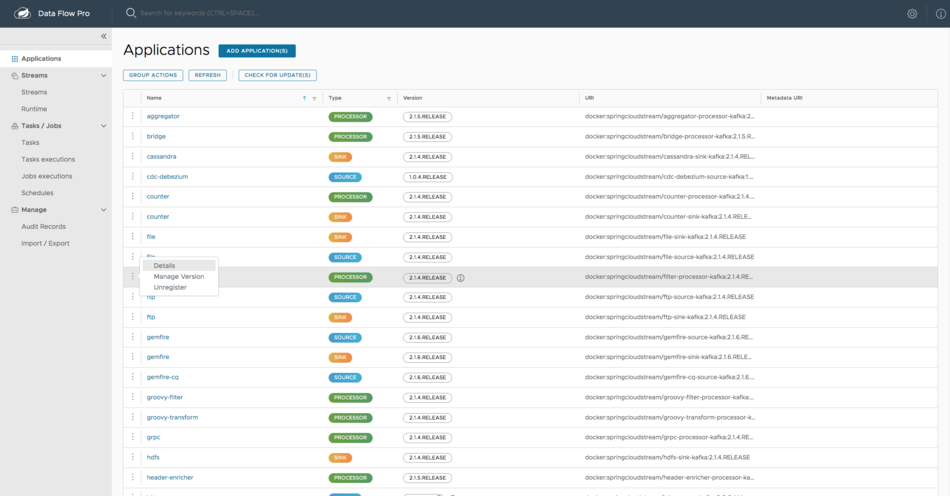 Data Flow Pro
Search for keywords (CTRL+SPACE)...
Applications
Streams
Streams
Runtime
Tasks / Jobs
Tasks
Tasks executions
Jobs executions
Schedules
Manage
Audit Records
Import / Export
Applications ADD APPLICATION(S)
GROUP ACTIONS REFRESH CHECK FOR UPDATE(S)
Name Type Version URI Metadata URI
aggregator PROCESSOR 2.1.5.RELEASE docker:springcloudstream/aggregator-processor-kafka:2...
bridge PROCESSOR 2.1.5.RELEASE docker:springcloudstream/bridge-processor-kafka:2.1.5.R...
cassandra SINK 2.1.4.RELEASE docker:springcloudstream/cassandra-sink-kafka:2.1.4.REL...
cdc-debezium SOURCE 1.0.4.RELEASE docker:springcloudstream/cdc-debezium-source-kafka:1....
counter PROCESSOR 2.1.4.RELEASE docker:springcloudstream/counter-processor-kafka:2.1.4....
counter SINK 2.1.4.RELEASE docker:springcloudstream/counter-sink-kafka:2.1.4.RELE...
file SINK 2.1.4.RELEASE docker:springcloudstream/file-sink-kafka:2.1.4.RELEASE
file SOURCE 2.1.4.RELEASE docker:springcloudstream/file-source-kafka:2.1.4.RELEASE
Details
Manage Version
Unregister
PROCESSOR 2.1.4.RELEASE docker:springcloudstream/filter-processor-kafka:2.1.4.RE...
ftp SOURCE 2.1.4.RELEASE docker:springcloudstream/ftp-source-kafka:2.1.4.RELEASE
ftp SINK 2.1.4.RELEASE docker:springcloudstream/ftp-sink-kafka:2.1.4.RELEASE
gemfire SOURCE 2.1.6.RELEASE docker:springcloudstream/gemfire-source-kafka:2.1.6.RE...
gemfire SINK 2.1.6.RELEASE docker:springcloudstream/gemfire-sink-kafka:2.1.6.RELE...
gemfire-cq SOURCE 2.1.6.RELEASE docker:springcloudstream/gemfire-cq-source-kafka:2.1.6....
groovy-filter PROCESSOR 2.1.4.RELEASE docker:springcloudstream/groovy-filter-processor-kafka:...
groovy-transform PROCESSOR 2.1.4.RELEASE docker:springcloudstream/groovy-transform-processor-k...
grpc PROCESSOR 2.1.4.RELEASE docker:springcloudstream/grpc-processor-kafka:2.1.4.RE...
hdfs SINK 2.1.4.RELEASE docker:springcloudstream/hdfs-sink-kafka:2.1.4.RELEASE
header-enricher PROCESSOR 2.1.5.RELEASE docker:springcloudstream/header-enricher-processor-ka...